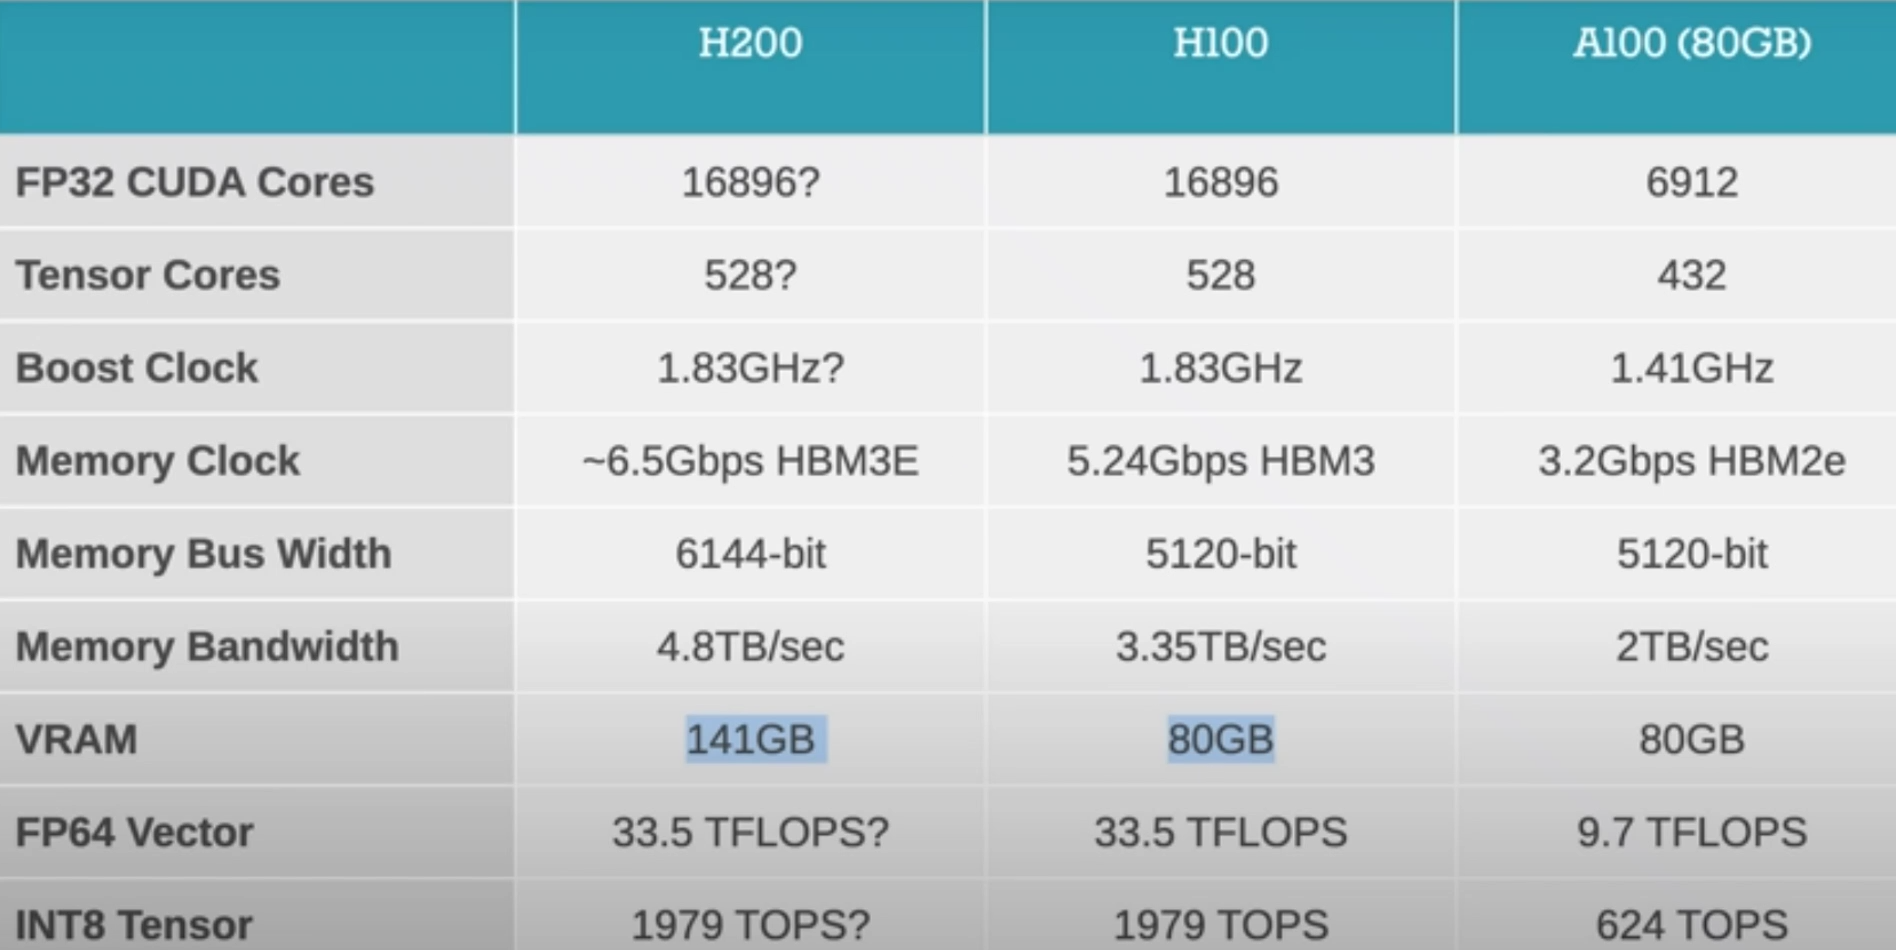 H200 H100 A100 (80GB)
FP32 CUDA Cores 16896? 16896 6912
Tensor Cores 528? 528 432
Boost Clock 1.83GHz? 1.83GHz 1.41GHz
Memory Clock ~6.5Gbps HBM3E 5.24Gbps HBM3 3.2Gbps HBM2e
Memory Bus Width 6144-bit 5120-bit 5120-bit
Memory Bandwidth 4.8TB/sec 3.35TB/sec 2TB/sec
VRAM 141GB 80GB 80GB
FP64 Vector 33.5 TFLOPS? 33.5 TFLOPS 9.7 TFLOPS
INT8 Tensor 1979 TOPS? 1979 TOPS 624 TOPS